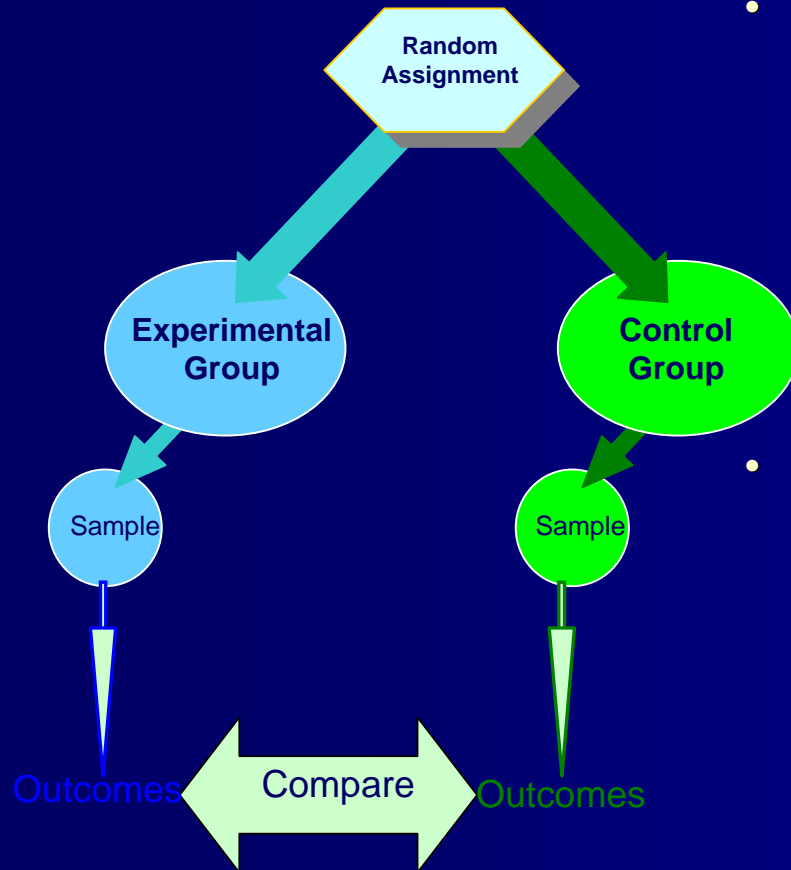 Random
Assignment
Experimental
Group
Control
Group
Sample
Sample
Outcomes
Compare
Outcomes